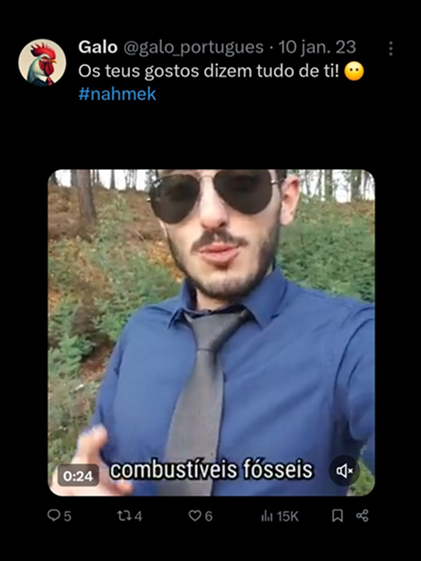 Galo @galo_portugues · 10 jan. 23
Os teus gostos dizem tudo de ti! 😶
#nahmek
combustíveis fósseis
0:24
5 4 6 15K